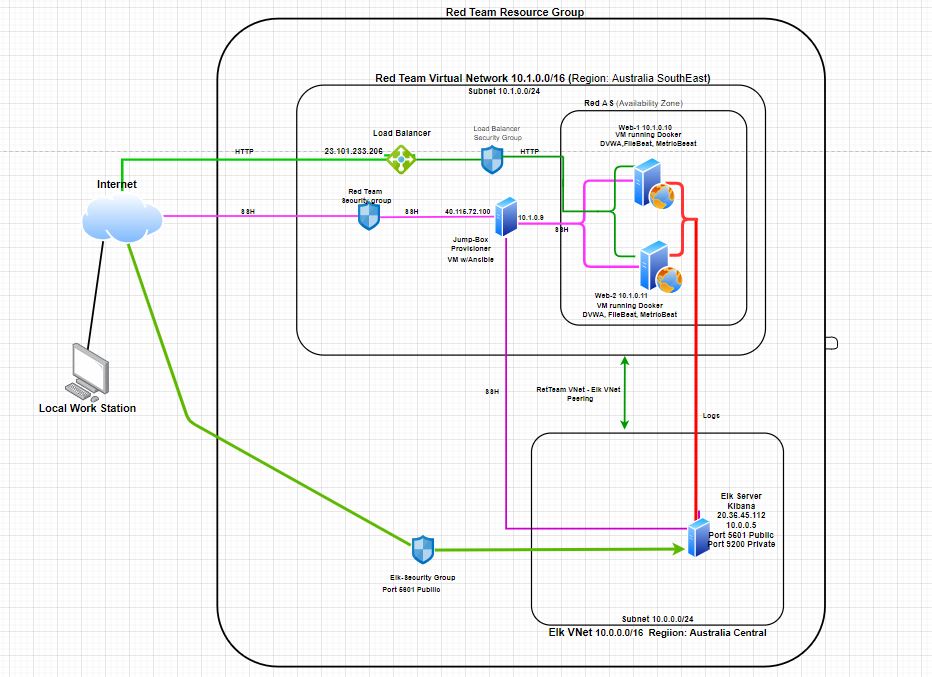 Red Team Resource Group
Red Team Virtual Network 10.1.0.0/16 (Region: Australia SouthEast)
Subnet 10.1.0.0/24
Red A S (Availability Zone)
Web-1 10.1.0.10
VM running Docker
DVWA,FileBeat, MetricBeeat
Load Balancer
23.101.233.206
Load Balancer
Security Group
HTTP
HTTP
Internet
Red Team
Security group
SSH
SSH
40.115.72.100
10.1.0.9
SSH
Jump-Box
Provisioner
VM w/Ansible
Web-2 10.1.0.11
VM running Docker
DVWA, FileBeat, MetricBeat
Local Work Station
SSH
RetTeam VNet - Elk VNet
Peering
Logs
Elk Server
Kibana
20.36.45.112
10.0.0.5
Port 5601 Public
Port 9200 Private
Elk-Security Group
Port 5601 Public
Subnet 10.0.0.0/24
Elk VNet 10.0.0.0/16 Regiion: Australia Central